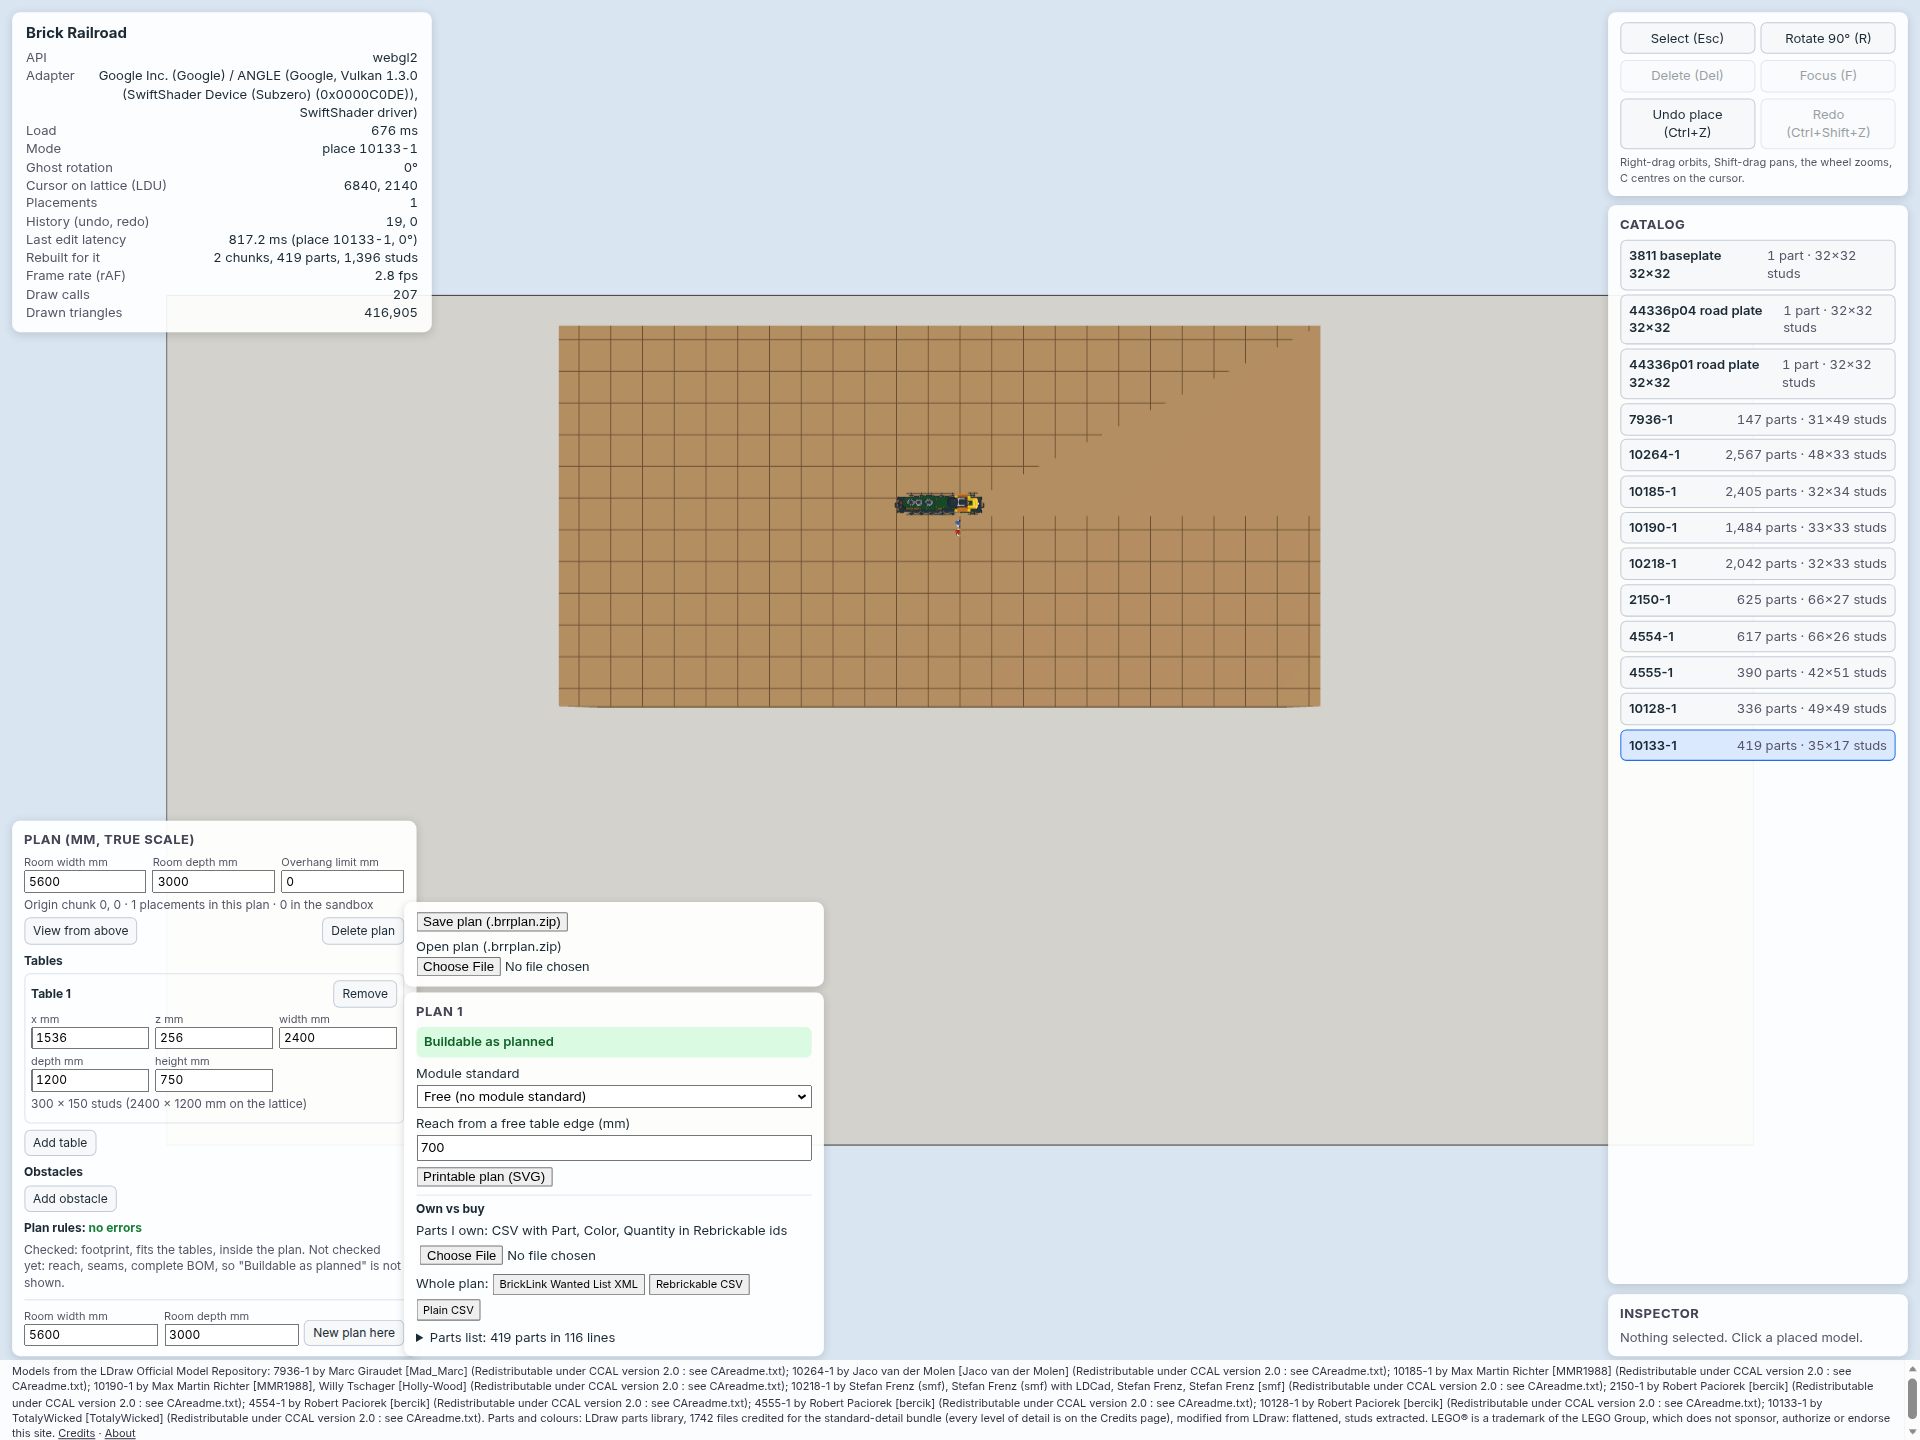 Brick Railroad
API webgl2
Adapter Google Inc. (Google) / ANGLE (Google, Vulkan 1.3.0
(SwiftShader Device (Subzero) (0x0000C0DE)),
SwiftShader driver)
Load 676 ms
Mode place 10133-1
Ghost rotation 0°
Cursor on lattice (LDU) 6840, 2140
Placements 1
History (undo, redo) 19, 0
Last edit latency 817.2 ms (place 10133-1, 0°)
Rebuilt for it 2 chunks, 419 parts, 1,396 studs
Frame rate (rAF) 2.8 fps
Draw calls 207
Drawn triangles 416,905
Select (Esc) Rotate 90° (R)
Delete (Del) Focus (F)
Undo place Redo
(Ctrl+Z) (Ctrl+Shift+Z)
Right-drag orbits, Shift-drag pans, the wheel zooms,
C centres on the cursor.
CATALOG
3811 baseplate 1 part · 32×32
32×32 studs
44336p04 road plate 1 part · 32×32
32×32 studs
44336p01 road plate 1 part · 32×32
32×32 studs
7936-1 147 parts · 31×49 studs
10264-1 2,567 parts · 48×33 studs
10185-1 2,405 parts · 32×34 studs
10190-1 1,484 parts · 33×33 studs
10218-1 2,042 parts · 32×33 studs
2150-1 625 parts · 66×27 studs
4554-1 617 parts · 66×26 studs
4555-1 390 parts · 42×51 studs
10128-1 336 parts · 49×49 studs
10133-1 419 parts · 35×17 studs
INSPECTOR
Nothing selected. Click a placed model.
PLAN (MM, TRUE SCALE)
Room width mm Room depth mm Overhang limit mm
5600 3000 0
Origin chunk 0, 0 · 1 placements in this plan · 0 in the sandbox
View from above Delete plan
Tables
Table 1 Remove
x mm z mm width mm
1536 256 2400
depth mm height mm
1200 750
300 × 150 studs (2400 × 1200 mm on the lattice)
Add table
Obstacles
Add obstacle
Plan rules: no errors
Checked: footprint, fits the tables, inside the plan. Not checked
yet: reach, seams, complete BOM, so "Buildable as planned" is not
shown.
Room width mm Room depth mm
5600 3000 New plan here
Save plan (.brrplan.zip)
Open plan (.brrplan.zip)
Choose File No file chosen
PLAN 1
Buildable as planned
Module standard
Free (no module standard)
Reach from a free table edge (mm)
700
Printable plan (SVG)
Own vs buy
Parts I own: CSV with Part, Color, Quantity in Rebrickable ids
Choose File No file chosen
Whole plan: BrickLink Wanted List XML Rebrickable CSV
Plain CSV
Parts list: 419 parts in 116 lines
Models from the LDraw Official Model Repository: 7936-1 by Marc Giraudet [Mad_Marc] (Redistributable under CCAL version 2.0 : see CAreadme.txt); 10264-1 by Jaco van der Molen [Jaco van der Molen] (Redistributable under CCAL version 2.0 : see CAreadme.txt); 10185-1 by Max Martin Richter [MMR1988] (Redistributable under CCAL version 2.0 : see
CAreadme.txt); 10190-1 by Max Martin Richter [MMR1988], Willy Tschager [Holly-Wood] (Redistributable under CCAL version 2.0 : see CAreadme.txt); 10218-1 by Stefan Frenz (smf), Stefan Frenz (smf) with LDCad, Stefan Frenz, Stefan Frenz [smf] (Redistributable under CCAL version 2.0 : see CAreadme.txt); 2150-1 by Robert Paciorek [bercik] (Redistributable
under CCAL version 2.0 : see CAreadme.txt); 4554-1 by Robert Paciorek [bercik] (Redistributable under CCAL version 2.0 : see CAreadme.txt); 4555-1 by Robert Paciorek [bercik] (Redistributable under CCAL version 2.0 : see CAreadme.txt); 10128-1 by Robert Paciorek [bercik] (Redistributable under CCAL version 2.0 : see CAreadme.txt); 10133-1 by
TotalyWicked [TotalyWicked] (Redistributable under CCAL version 2.0 : see CAreadme.txt). Parts and colours: LDraw parts library, 1742 files credited for the standard-detail bundle (every level of detail is on the Credits page), modified from LDraw: flattened, studs extracted. LEGO® is a trademark of the LEGO Group, which does not sponsor, authorize or endorse
this site. Credits · About